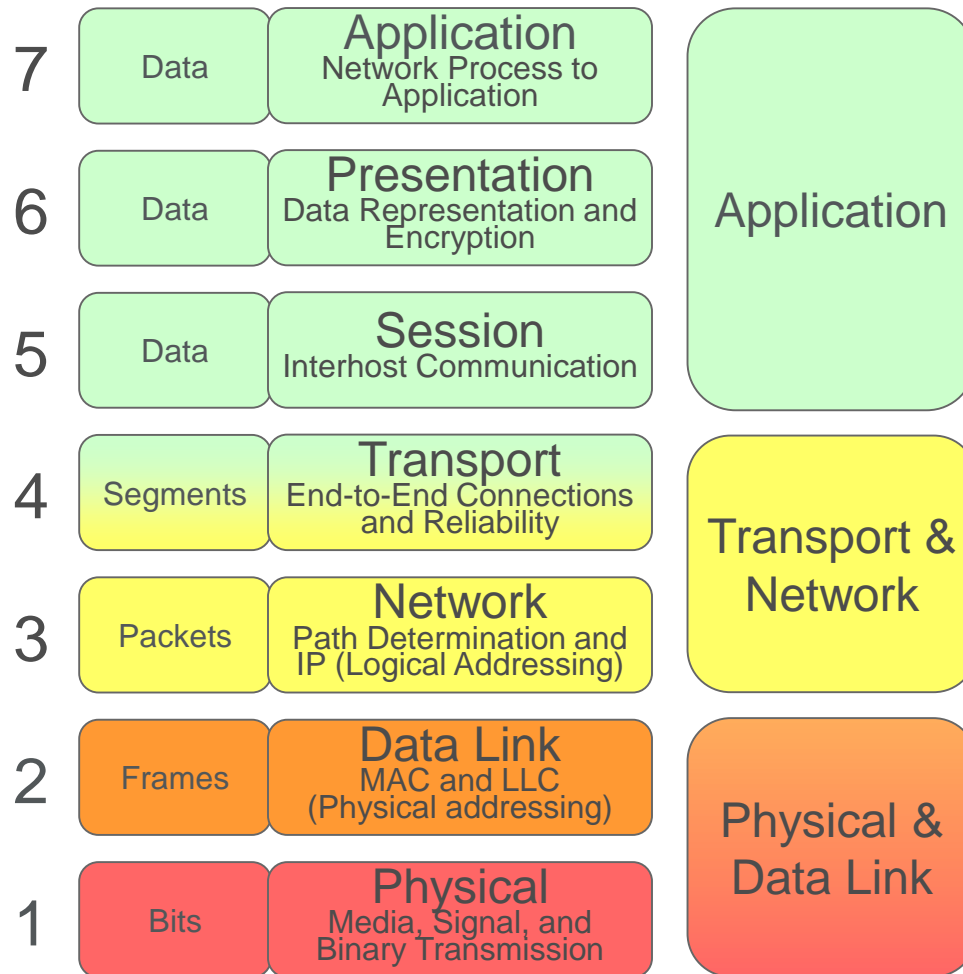 7
Data
Application
Network Process to
Application
6
Data
Presentation
Data Representation and
Encryption
5
Data
Session
Interhost Communication
Application
4
Segments
Transport
End-to-End Connections
and Reliability
3
Packets
Network
Path Determination and
IP (Logical Addressing)
Transport &
Network
2
Frames
Data Link
MAC and LLC
(Physical addressing)
1
Bits
Physical
Media, Signal, and
Binary Transmission
Physical &
Data Link